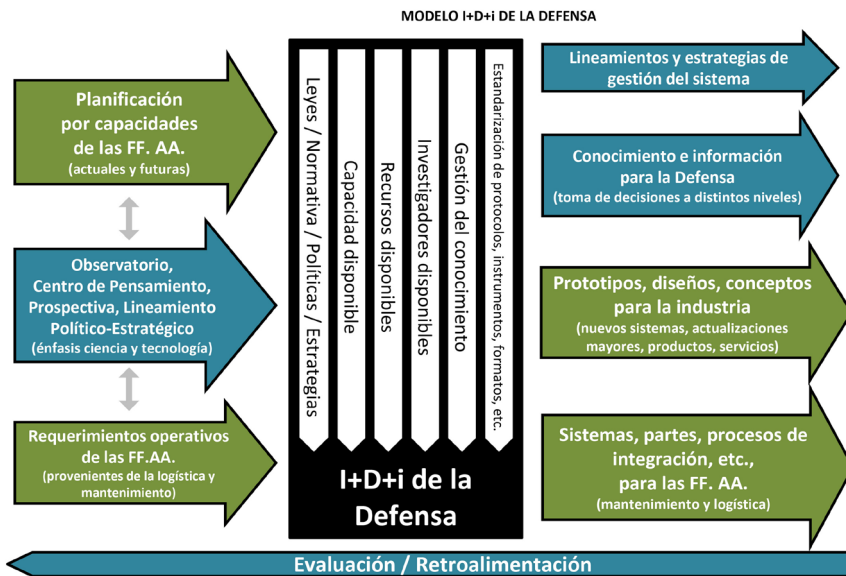 MODELO I+D+i DE LA DEFENSA
Planificación
por capacidades
de las FF. AA.
(actuales y futuras)
Observatorio,
Centro de Pensamiento,
Prospectiva, Lineamiento
Político-Estratégico
(énfasis ciencia y tecnología)
Requerimientos operativos
de las FF.AA.
(provenientes de la logística y
mantenimiento)
Leyes / Normativa / Políticas / Estrategias
Capacidad disponible
Recursos disponibles
Investigadores disponibles
Gestión del conocimiento
Estandarización de protocolos, instrumentos, formatos, etc.
I+D+i de la
Defensa
Lineamientos y estrategias de
gestión del sistema
Conocimiento e información
para la Defensa
(toma de decisiones a distintos niveles)
Prototipos, diseños, conceptos
para la industria
(nuevos sistemas, actualizaciones
mayores, productos, servicios)
Sistemas, partes, procesos de
integración, etc.,
para las FF. AA.
(mantenimiento y logística)
Evaluación / Retroalimentación